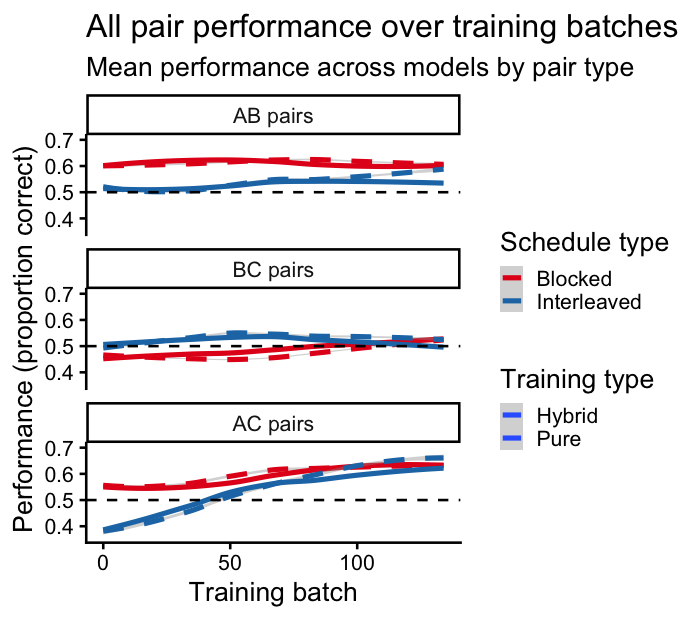 All pair performance over training batches
Mean performance across models by pair type
AB pairs
0.7
0.6
0.5
0.4
BC pairs
0.7
0.6
0.5
0.4
AC pairs
0.7
0.6
0.5
0.4
0 50 100
Training batch
Performance (proportion correct)
Schedule type
Blocked
Interleaved
Training type
Hybrid
Pure